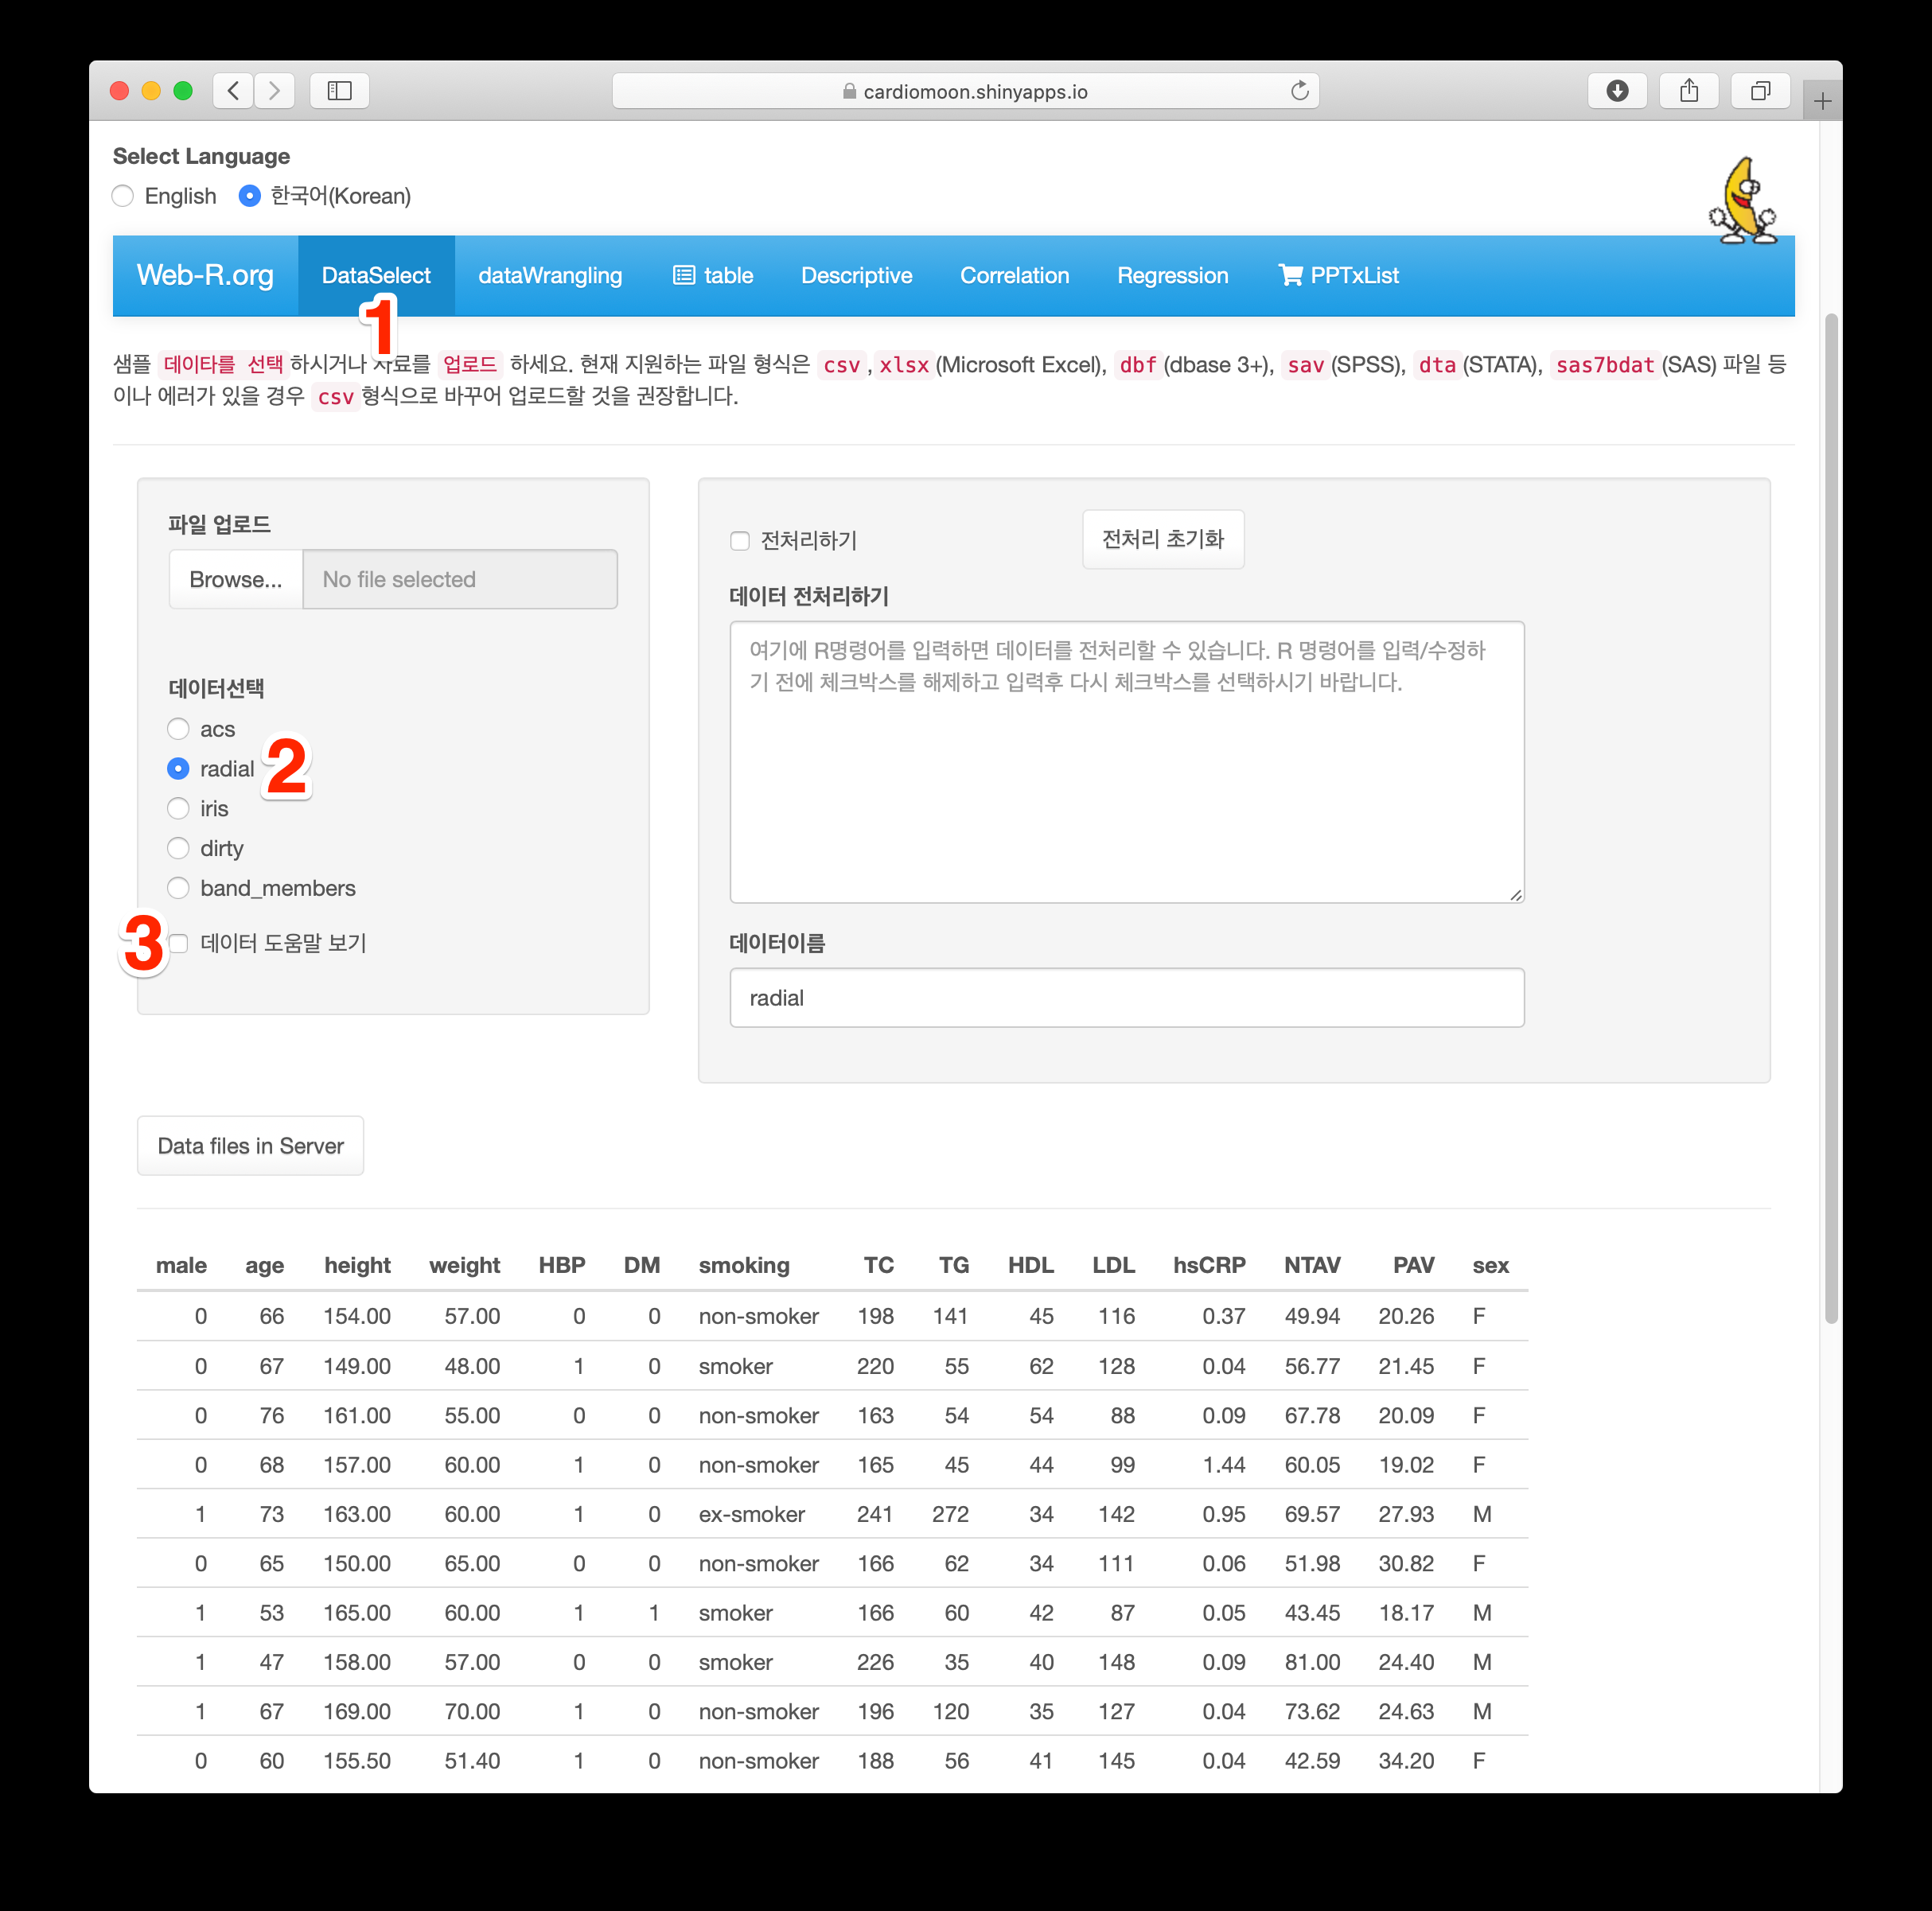 cardiomoon.shinyapps.io
Select Language
English 한국어(Korean)
Web-R.org DataSelect dataWrangling table Descriptive Correlation Regression PPTxList
1
샘플 데이타를 선택 하시거나 자료를 업로드 하세요. 현재 지원하는 파일 형식은 csv , xlsx (Microsoft Excel), dbf (dbase 3+), sav (SPSS), dta (STATA), sas7bdat (SAS) 파일 등
이나 에러가 있을 경우 csv 형식으로 바꾸어 업로드할 것을 권장합니다.
파일 업로드
Browse... No file selected
데이터선택
acs
radial 2
iris
dirty
band_members
3 데이터 도움말 보기
전처리하기 전처리 초기화
데이터 전처리하기
여기에 R명령어를 입력하면 데이터를 전처리할 수 있습니다. R 명령어를 입력/수정하
기 전에 체크박스를 해제하고 입력후 다시 체크박스를 선택하시기 바랍니다.
데이터이름
radial
Data files in Server
male age height weight HBP DM smoking TC TG HDL LDL hsCRP NTAV PAV sex
0 66 154.00 57.00 0 0 non-smoker 198 141 45 116 0.37 49.94 20.26 F
0 67 149.00 48.00 1 0 smoker 220 55 62 128 0.04 56.77 21.45 F
0 76 161.00 55.00 0 0 non-smoker 163 54 54 88 0.09 67.78 20.09 F
0 68 157.00 60.00 1 0 non-smoker 165 45 44 99 1.44 60.05 19.02 F
1 73 163.00 60.00 1 0 ex-smoker 241 272 34 142 0.95 69.57 27.93 M
0 65 150.00 65.00 0 0 non-smoker 166 62 34 111 0.06 51.98 30.82 F
1 53 165.00 60.00 1 1 smoker 166 60 42 87 0.05 43.45 18.17 M
1 47 158.00 57.00 0 0 smoker 226 35 40 148 0.09 81.00 24.40 M
1 67 169.00 70.00 1 0 non-smoker 196 120 35 127 0.04 73.62 24.63 M
0 60 155.50 51.40 1 0 non-smoker 188 56 41 145 0.04 42.59 34.20 F